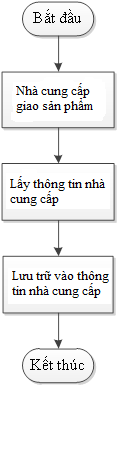 Bắt đầu
Nhà cung cấp
giao sản phẩm
Lấy thông tin nhà
cung cấp
Lưu trữ vào thông
tin nhà cung cấp
Kết thúc